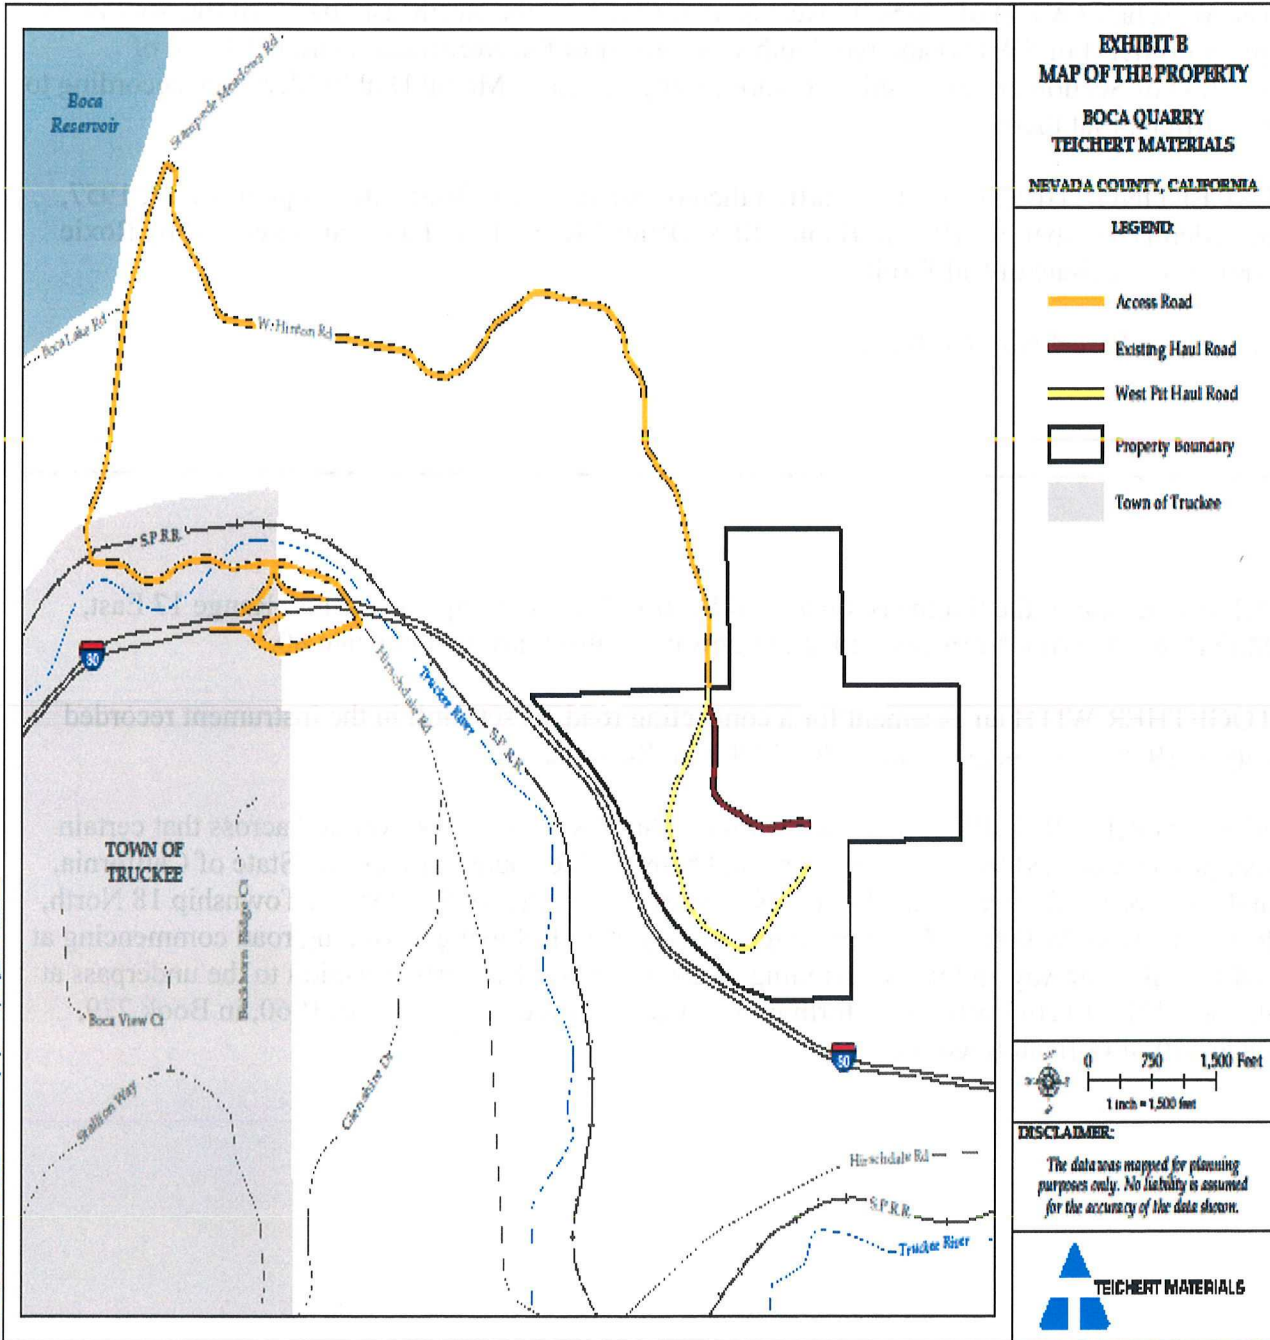 EXHIBIT B
MAP OF THE PROPERTY
BOCA QUARRY
TEICHERT MATERIALS
NEVADA COUNTY, CALIFORNIA
LEGEND:
Access Road
Existing Haul Road
West Pit Haul Road
Property Boundary
Town of Truckee
Boca
Reservoir
Stampede Meadows Rd
Boca Lake Rd
W. Hinton Rd
S.P.R.R.
80
Hirschdale Rd
Truckee River
S.P.R.R.
TOWN OF
TRUCKEE
Buckhorn Ridge Ct
Boca View Ct
Stallion Way
Glenshire Dr
80
Hirschdale Rd
S.P.R.R.
Truckee River
0 750 1,500 Feet
1 inch = 1,500 feet
DISCLAIMER:
The data was mapped for planning
purposes only. No liability is assumed
for the accuracy of the data shown.
TEICHERT MATERIALS